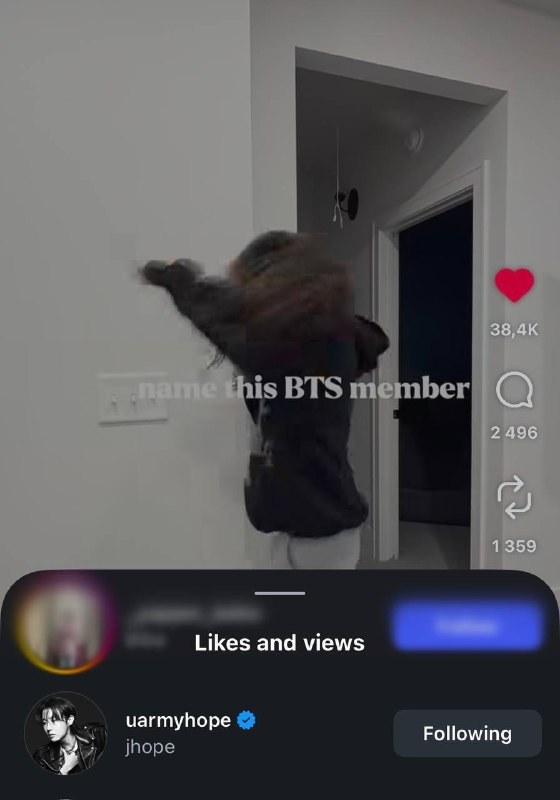 name this BTS member
38,4K
2 496
1 359
Likes and views
uarmyhope
jhope
Following